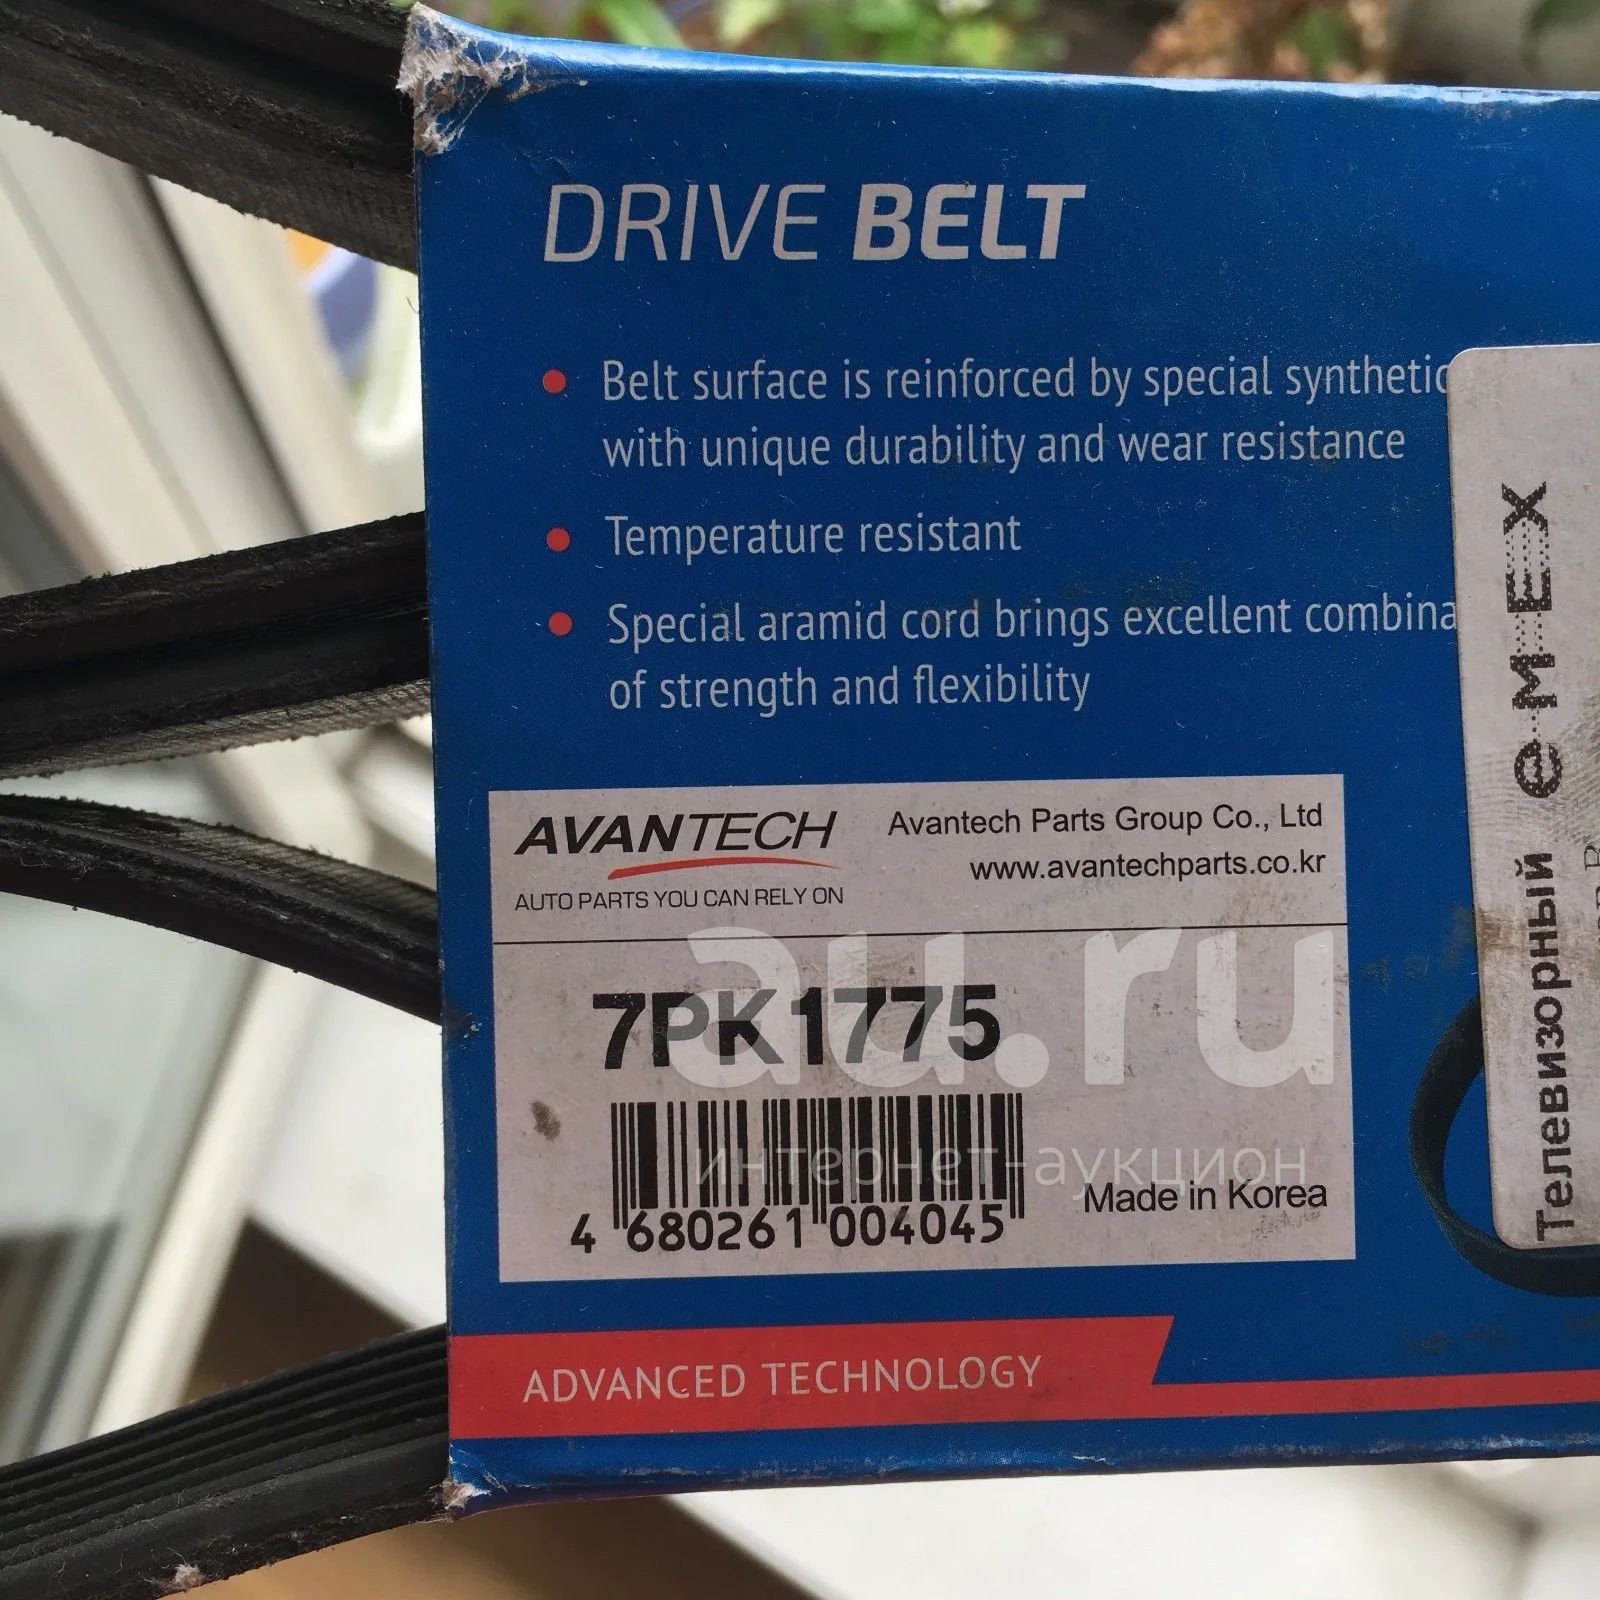 DRIVE BELT
Belt surface is reinforced by special synthetic
with unique durability and wear resistance
Temperature resistant
Special aramid cord brings excellent combina
of strength and flexibility
AVANTECH
AUTO PARTS YOU CAN RELY ON
Avantech Parts Group Co., Ltd
www.avantechparts.co.kr
7PK1775
au.ru
интернет-аукцион
4 680261 004045
Made in Korea
ADVANCED TECHNOLOGY
Телевизорный